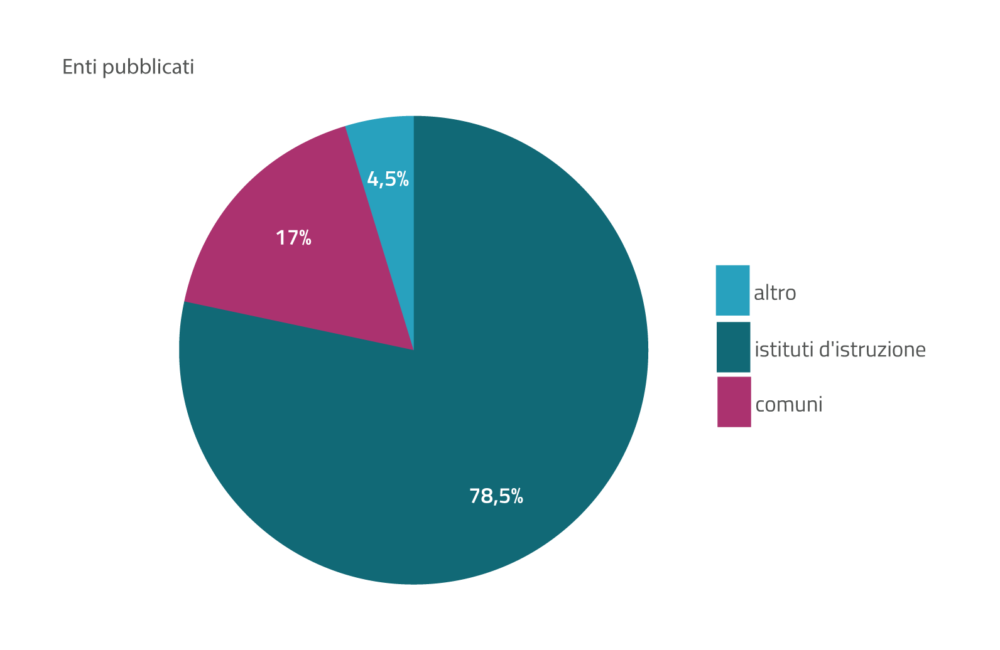 Enti pubblicati
4,5%
17%
78,5%
altro
istituti d'istruzione
comuni